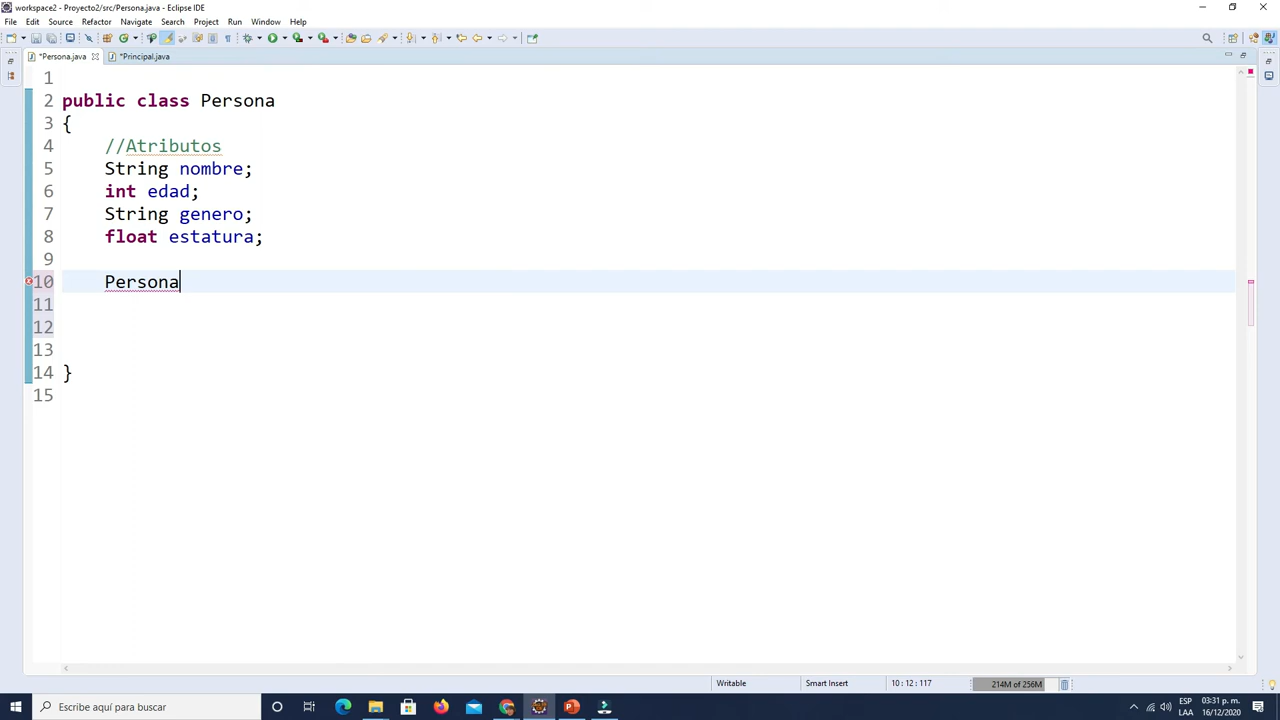 workspace2 - Proyecto2/src/Persona.java - Eclipse IDE
File Edit Source Refactor Navigate Search Project Run Window Help
*Persona.java *Principal.java
1
2 public class Persona
3 {
4 //Atributos
5 String nombre;
6 int edad;
7 String genero;
8 float estatura;
9
10 Persona
11
12
13
14 }
15
Writable Smart Insert 10 : 12 : 117 214M of 256M
Escribe aquí para buscar
ESP 03:31 p. m.
LAA 16/12/2020